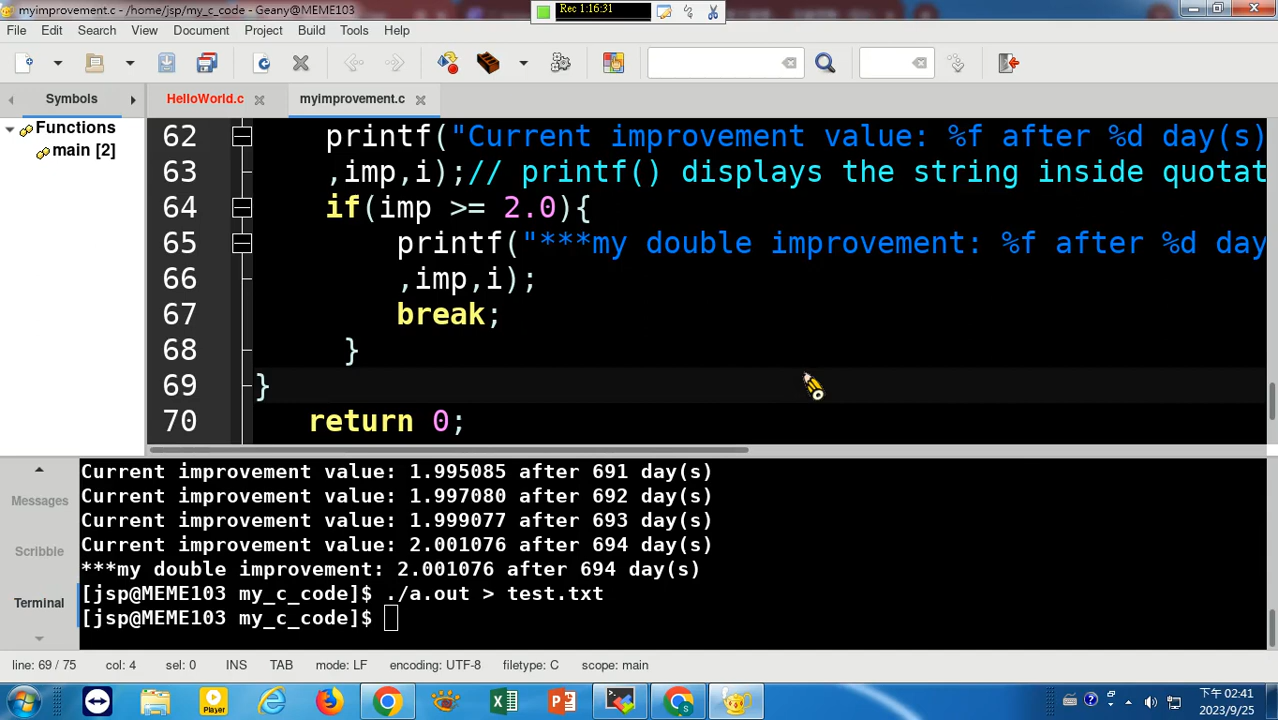 myimprovement.c - /home/jsp/my_c_code - Geany@MEME103
Rec 1:16:31
File Edit Search View Document Project Build Tools Help
Symbols
HelloWorld.c
myimprovement.c
Functions
main [2]
62 printf("Current improvement value: %f after %d day(s)
63 ,imp,i);// printf() displays the string inside quotat
64 if(imp >= 2.0){
65 printf("***my double improvement: %f after %d day
66 ,imp,i);
67 break;
68 }
69 }
70 return 0;
Messages
Scribble
Terminal
Current improvement value: 1.995085 after 691 day(s)
Current improvement value: 1.997080 after 692 day(s)
Current improvement value: 1.999077 after 693 day(s)
Current improvement value: 2.001076 after 694 day(s)
***my double improvement: 2.001076 after 694 day(s)
[jsp@MEME103 my_c_code]$ ./a.out > test.txt
[jsp@MEME103 my_c_code]$
line: 69 / 75 col: 4 sel: 0 INS TAB mode: LF encoding: UTF-8 filetype: C scope: main
Player
下午 02:41
2023/9/25